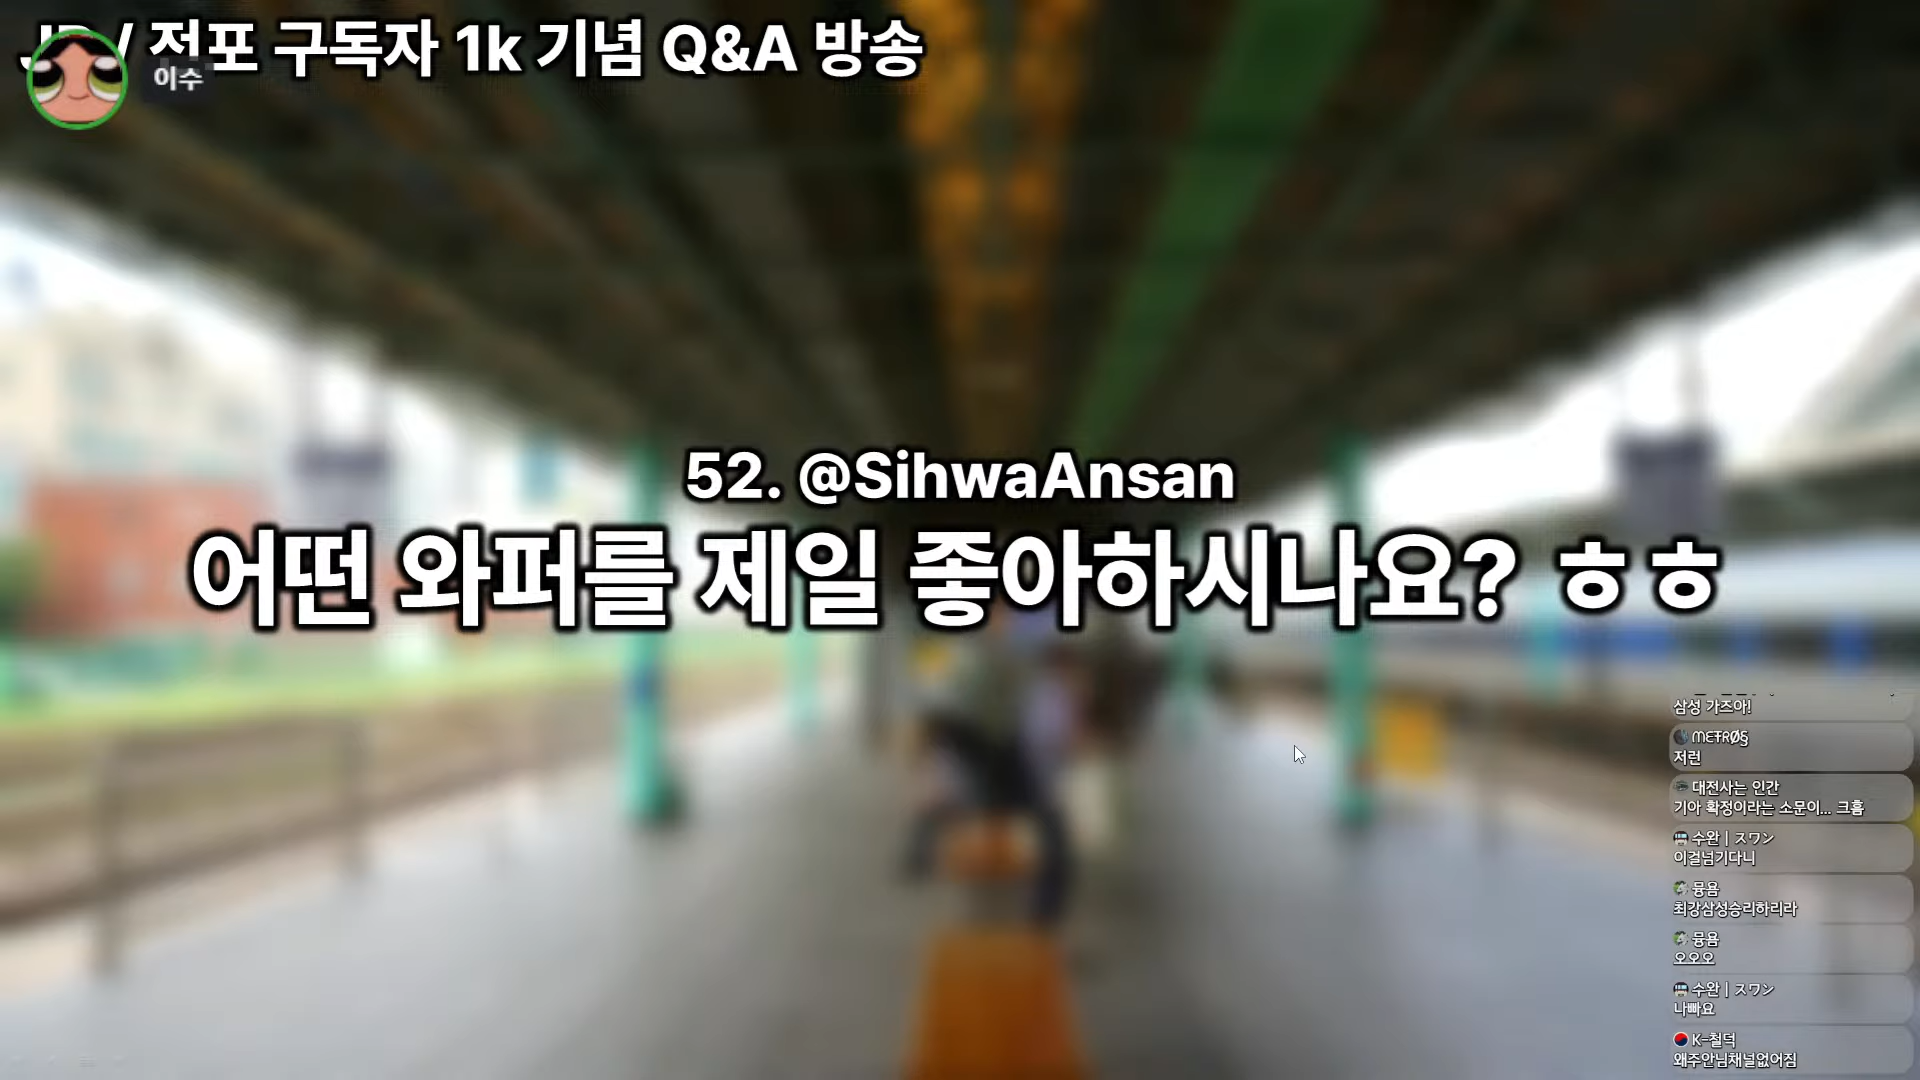 전포 구독자 1k 기념 Q&A 방송
이수
52. @SihwaAnsan
어떤 와퍼를 제일 좋아하시나요? ㅎㅎ
삼성 가즈아!
저런
대전사는 인간
기아 확정이라는 소문이... 크흠
수완 | スワン
이걸넘기다니
뮹욤
최강삼성승리하리라
뮹욤
오오오
수완 | スワン
나빠요
K-철덕
왜주안님채널없어짐